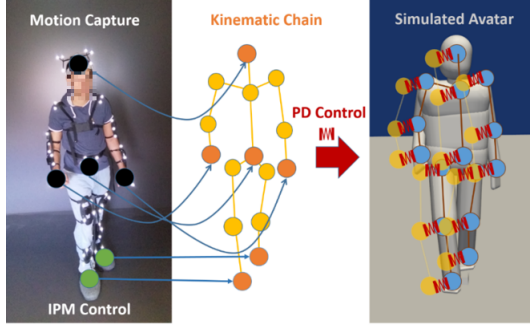 Motion Capture
Kinematic Chain
Simulated Avatar
PD Control
IPM Control